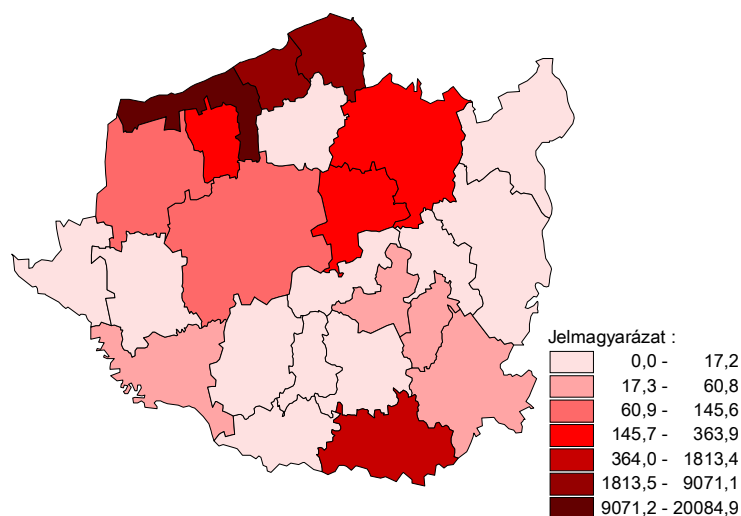 Jelmagyarázat :
0,0 - 17,2
17,3 - 60,8
60,9 - 145,6
145,7 - 363,9
364,0 - 1813,4
1813,5 - 9071,1
9071,2 - 20084,9